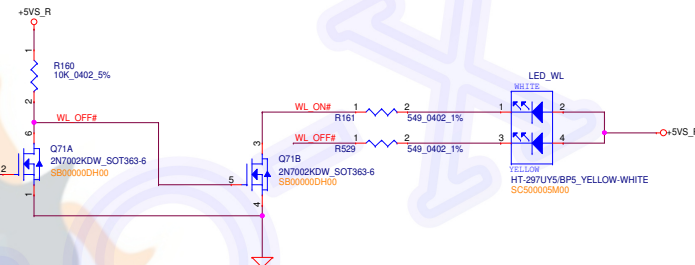 +5VS_R
1
R160
10K_0402_5%
2
WL_OFF#
6
Q71A
2N7002KDW_SOT363-6
SB00000DH00
2
1
WL_ON#
1
2
R161
549_0402_1%
WL_OFF#
1
2
R529
549_0402_1%
3
Q71B
2N7002KDW_SOT363-6
SB00000DH00
5
4
LED_WL
WHITE
1
2
3
4
YELLOW
HT-297UY5/BP5_YELLOW-WHITE
SC500005M00